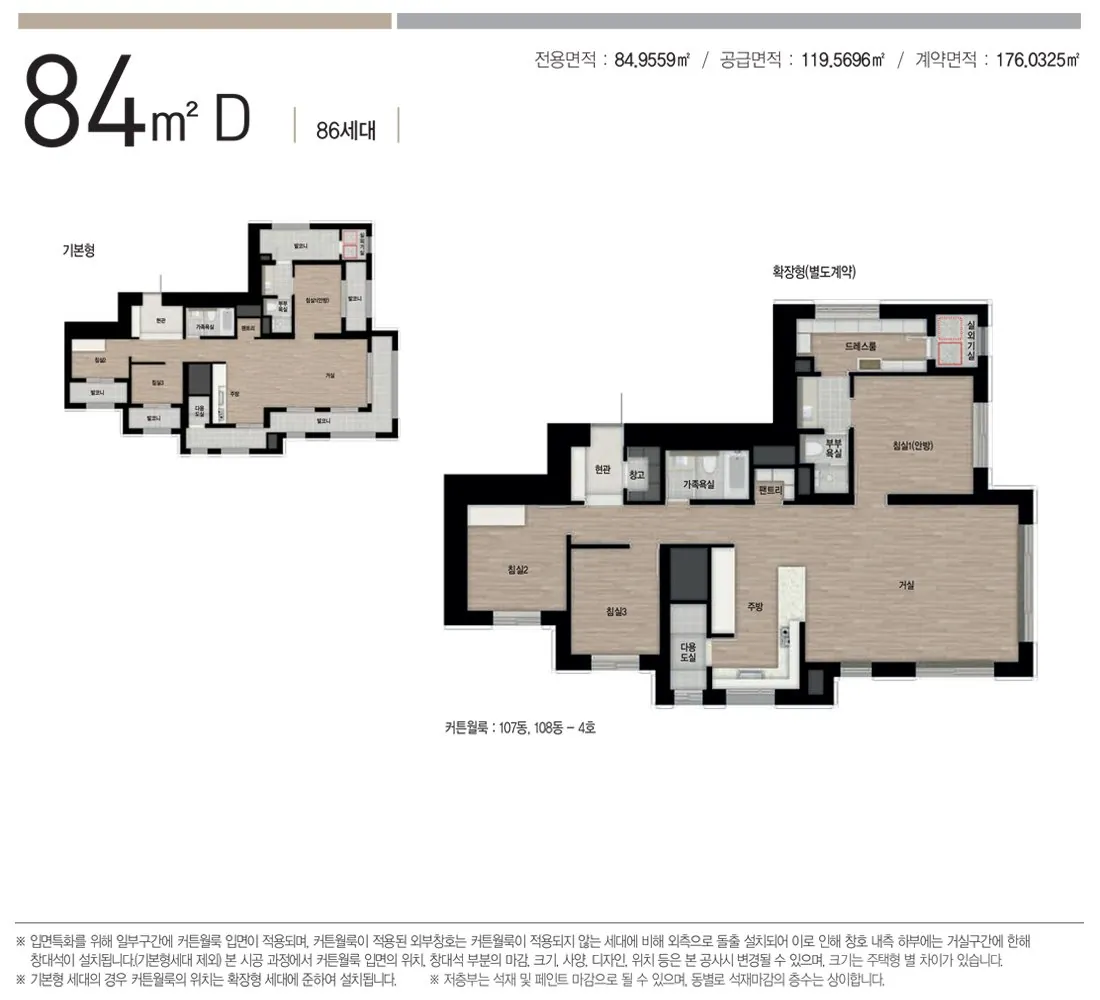 전용면적 : 84.9559㎡ / 공급면적 : 119.5696㎡ / 계약면적 : 176.0325㎡
84m² D
86세대
기본형
발코니
실외기실
부부
욕실
침실1(안방)
발코니
현관
가족욕실
팬트리
침실2
침실3
거실
주방
발코니
다용
도실
발코니
발코니
확장형(별도계약)
드레스룸
실외기실
부부
욕실
침실1(안방)
현관
창고
가족욕실
팬트리
침실2
침실3
주방
거실
다용
도실
커튼월룩 : 107동, 108동 – 4호
※ 입면특화를 위해 일부구간에 커튼월룩 입면이 적용되며, 커튼월룩이 적용된 외부창호는 커튼월룩이 적용되지 않는 세대에 비해 외측으로 돌출 설치되어 이로 인해 창호 내측 하부에는 거실구간에 한해
창대석이 설치됩니다.(기본형세대 제외) 본 시공 과정에서 커튼월룩 입면의 위치, 창대석 부분의 마감, 크기, 사양, 디자인, 위치 등은 본 공사시 변경될 수 있으며, 크기는 주택형 별 차이가 있습니다.
※ 기본형 세대의 경우 커튼월룩의 위치는 확장형 세대에 준하여 설치됩니다. ※ 저층부는 석재 및 페인트 마감으로 될 수 있으며, 동별로 석재마감의 층수는 상이합니다.